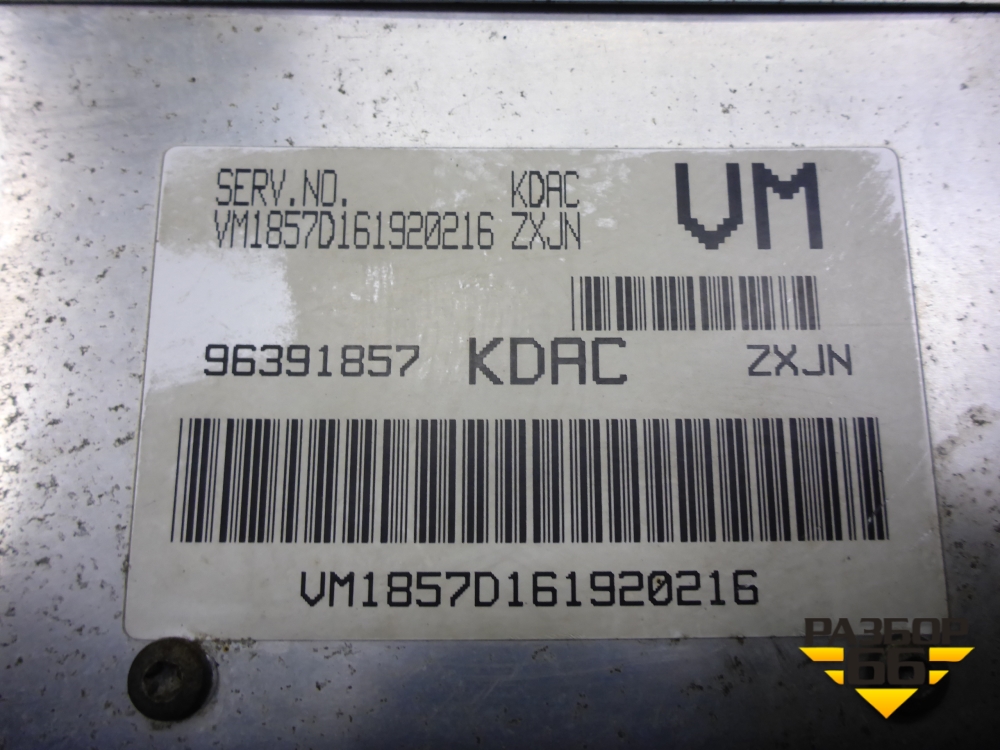 SERV.NO. KDAC VM
VM1857D161920216 ZXJN
96391857 KDAC ZXJN
VM1857D161920216
РАЗБОР
66